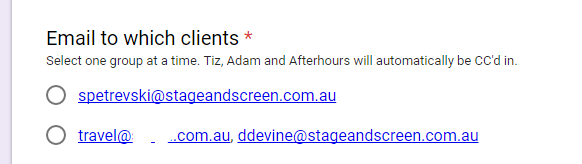 Email to which clients *
Select one group at a time. Tiz, Adam and Afterhours will automatically be CC'd in.
spetrevski@stageandscreen.com.au
travel@ .com.au, ddevine@stageandscreen.com.au